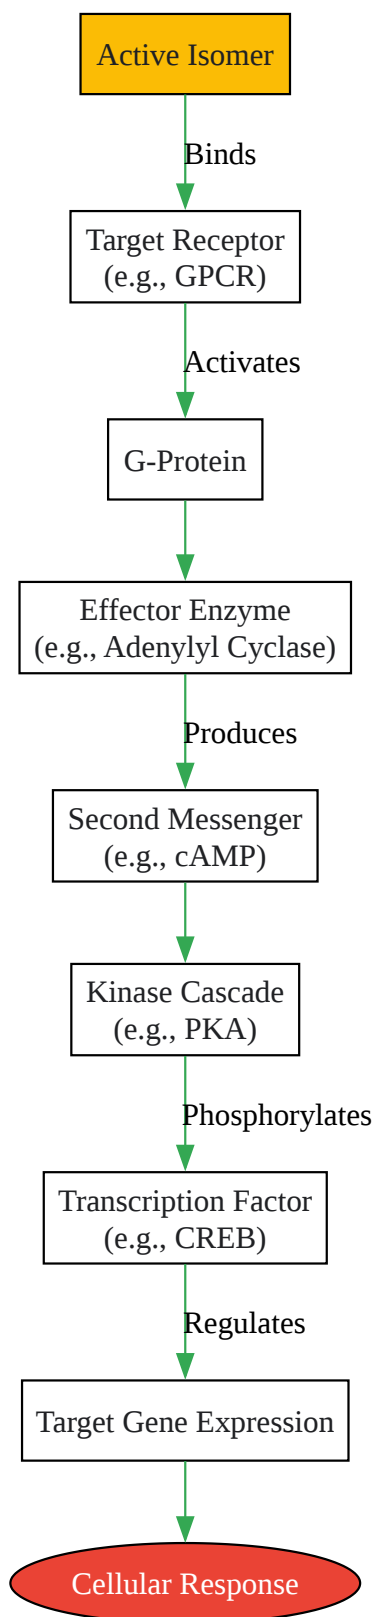 Active Isomer
Binds
Target Receptor
(e.g., GPCR)
Activates
G-Protein
Effector Enzyme
(e.g., Adenylyl Cyclase)
Produces
Second Messenger
(e.g., cAMP)
Kinase Cascade
(e.g., PKA)
Phosphorylates
Transcription Factor
(e.g., CREB)
Regulates
Target Gene Expression
Cellular Response